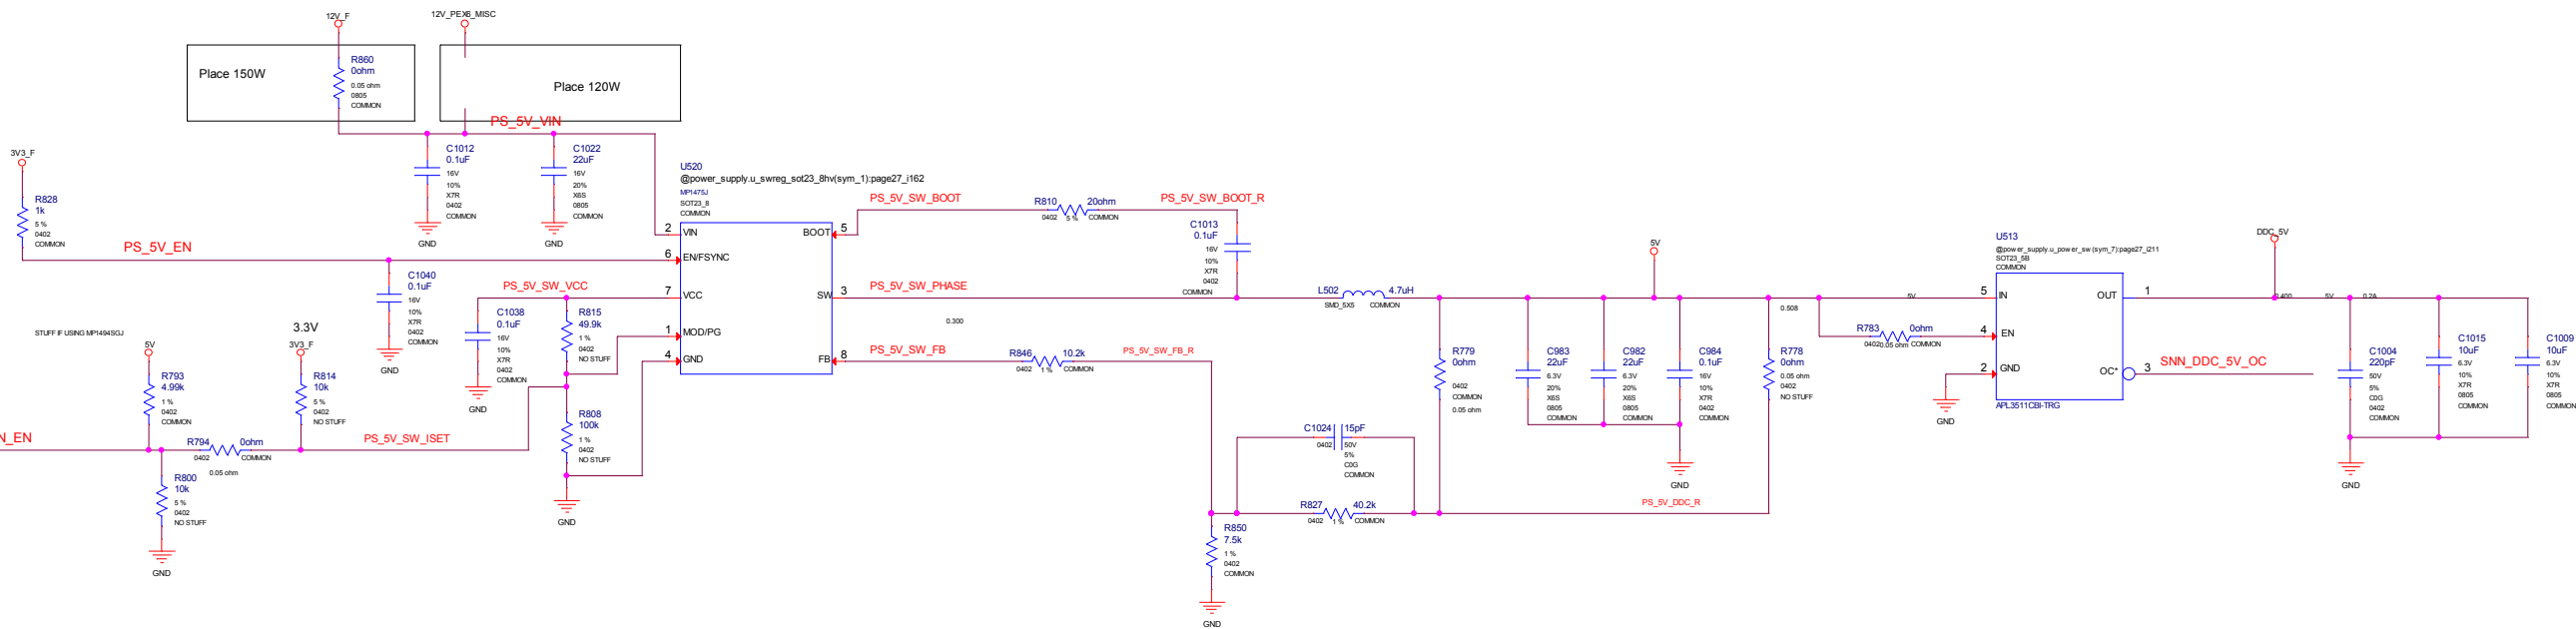 12V_F
12V_PEX6_MISC
Place 150W
R860
0ohm
0.05 ohm
0805
COMMON
Place 120W
PS_5V_VIN
3V3_F
R828
1k
5 %
0402
COMMON
PS_5V_EN
C1012
0.1uF
16V
10%
X7R
0402
COMMON
GND
C1022
22uF
16V
20%
X6S
0805
COMMON
GND
C1040
0.1uF
16V
10%
X7R
0402
COMMON
GND
U520
@power_supply.u_swreg_sot23_8hv(sym_1):page27_i162
MP1475J
SOT23_8
COMMON
2 VIN
6 EN/FSYNC
7 VCC
1 MOD/PG
4 GND
BOOT 5
SW 3
FB 8
PS_5V_SW_VCC
C1038
0.1uF
16V
10%
X7R
0402
COMMON
GND
R815
49.9k
1 %
0402
NO STUFF
R808
100k
1 %
0402
NO STUFF
GND
STUFF IF USING MP1494SGJ
5V
R793
4.99k
1 %
0402
COMMON
3.3V
3V3_F
R814
10k
5 %
0402
NO STUFF
N_EN
R794 0ohm
0402 COMMON
0.05 ohm
PS_5V_SW_ISET
R800
10k
5 %
0402
NO STUFF
GND
PS_5V_SW_BOOT
R810 20ohm
0402 5 % COMMON
PS_5V_SW_BOOT_R
C1013
0.1uF
16V
10%
X7R
0402
COMMON
PS_5V_SW_PHASE
0.300
L502 4.7uH
SMD_5X5 COMMON
PS_5V_SW_FB
R846 10.2k
0402 1 % COMMON
PS_5V_SW_FB_R
R779
0ohm
0402
COMMON
0.05 ohm
C983
22uF
6.3V
20%
X6S
0805
COMMON
C982
22uF
6.3V
20%
X6S
0805
COMMON
5V
C984
0.1uF
16V
10%
X7R
0402
COMMON
GND
0.508
R778
0ohm
0.05 ohm
0402
NO STUFF
C1024 15pF
0402 50V
5%
C0G
COMMON
R827 40.2k
0402 1 % COMMON
PS_5V_DDC_R
R850
7.5k
1 %
0402
COMMON
GND
5V
R783 0ohm
0402 0.05 ohm COMMON
U513
@power_supply.u_power_sw (sym_7):page27_i211
SOT23_5B
COMMON
5 IN
4 EN
2 GND
OUT 1
OC* 3
APL3511CBI-TRG
GND
SNN_DDC_5V_OC
DDC_5V
0.400 5V 0.2A
C1004
220pF
50V
5%
C0G
0402
COMMON
GND
C1015
10uF
6.3V
10%
X7R
0805
COMMON
C1009
10uF
6.3V
10%
X7R
0805
COMMON